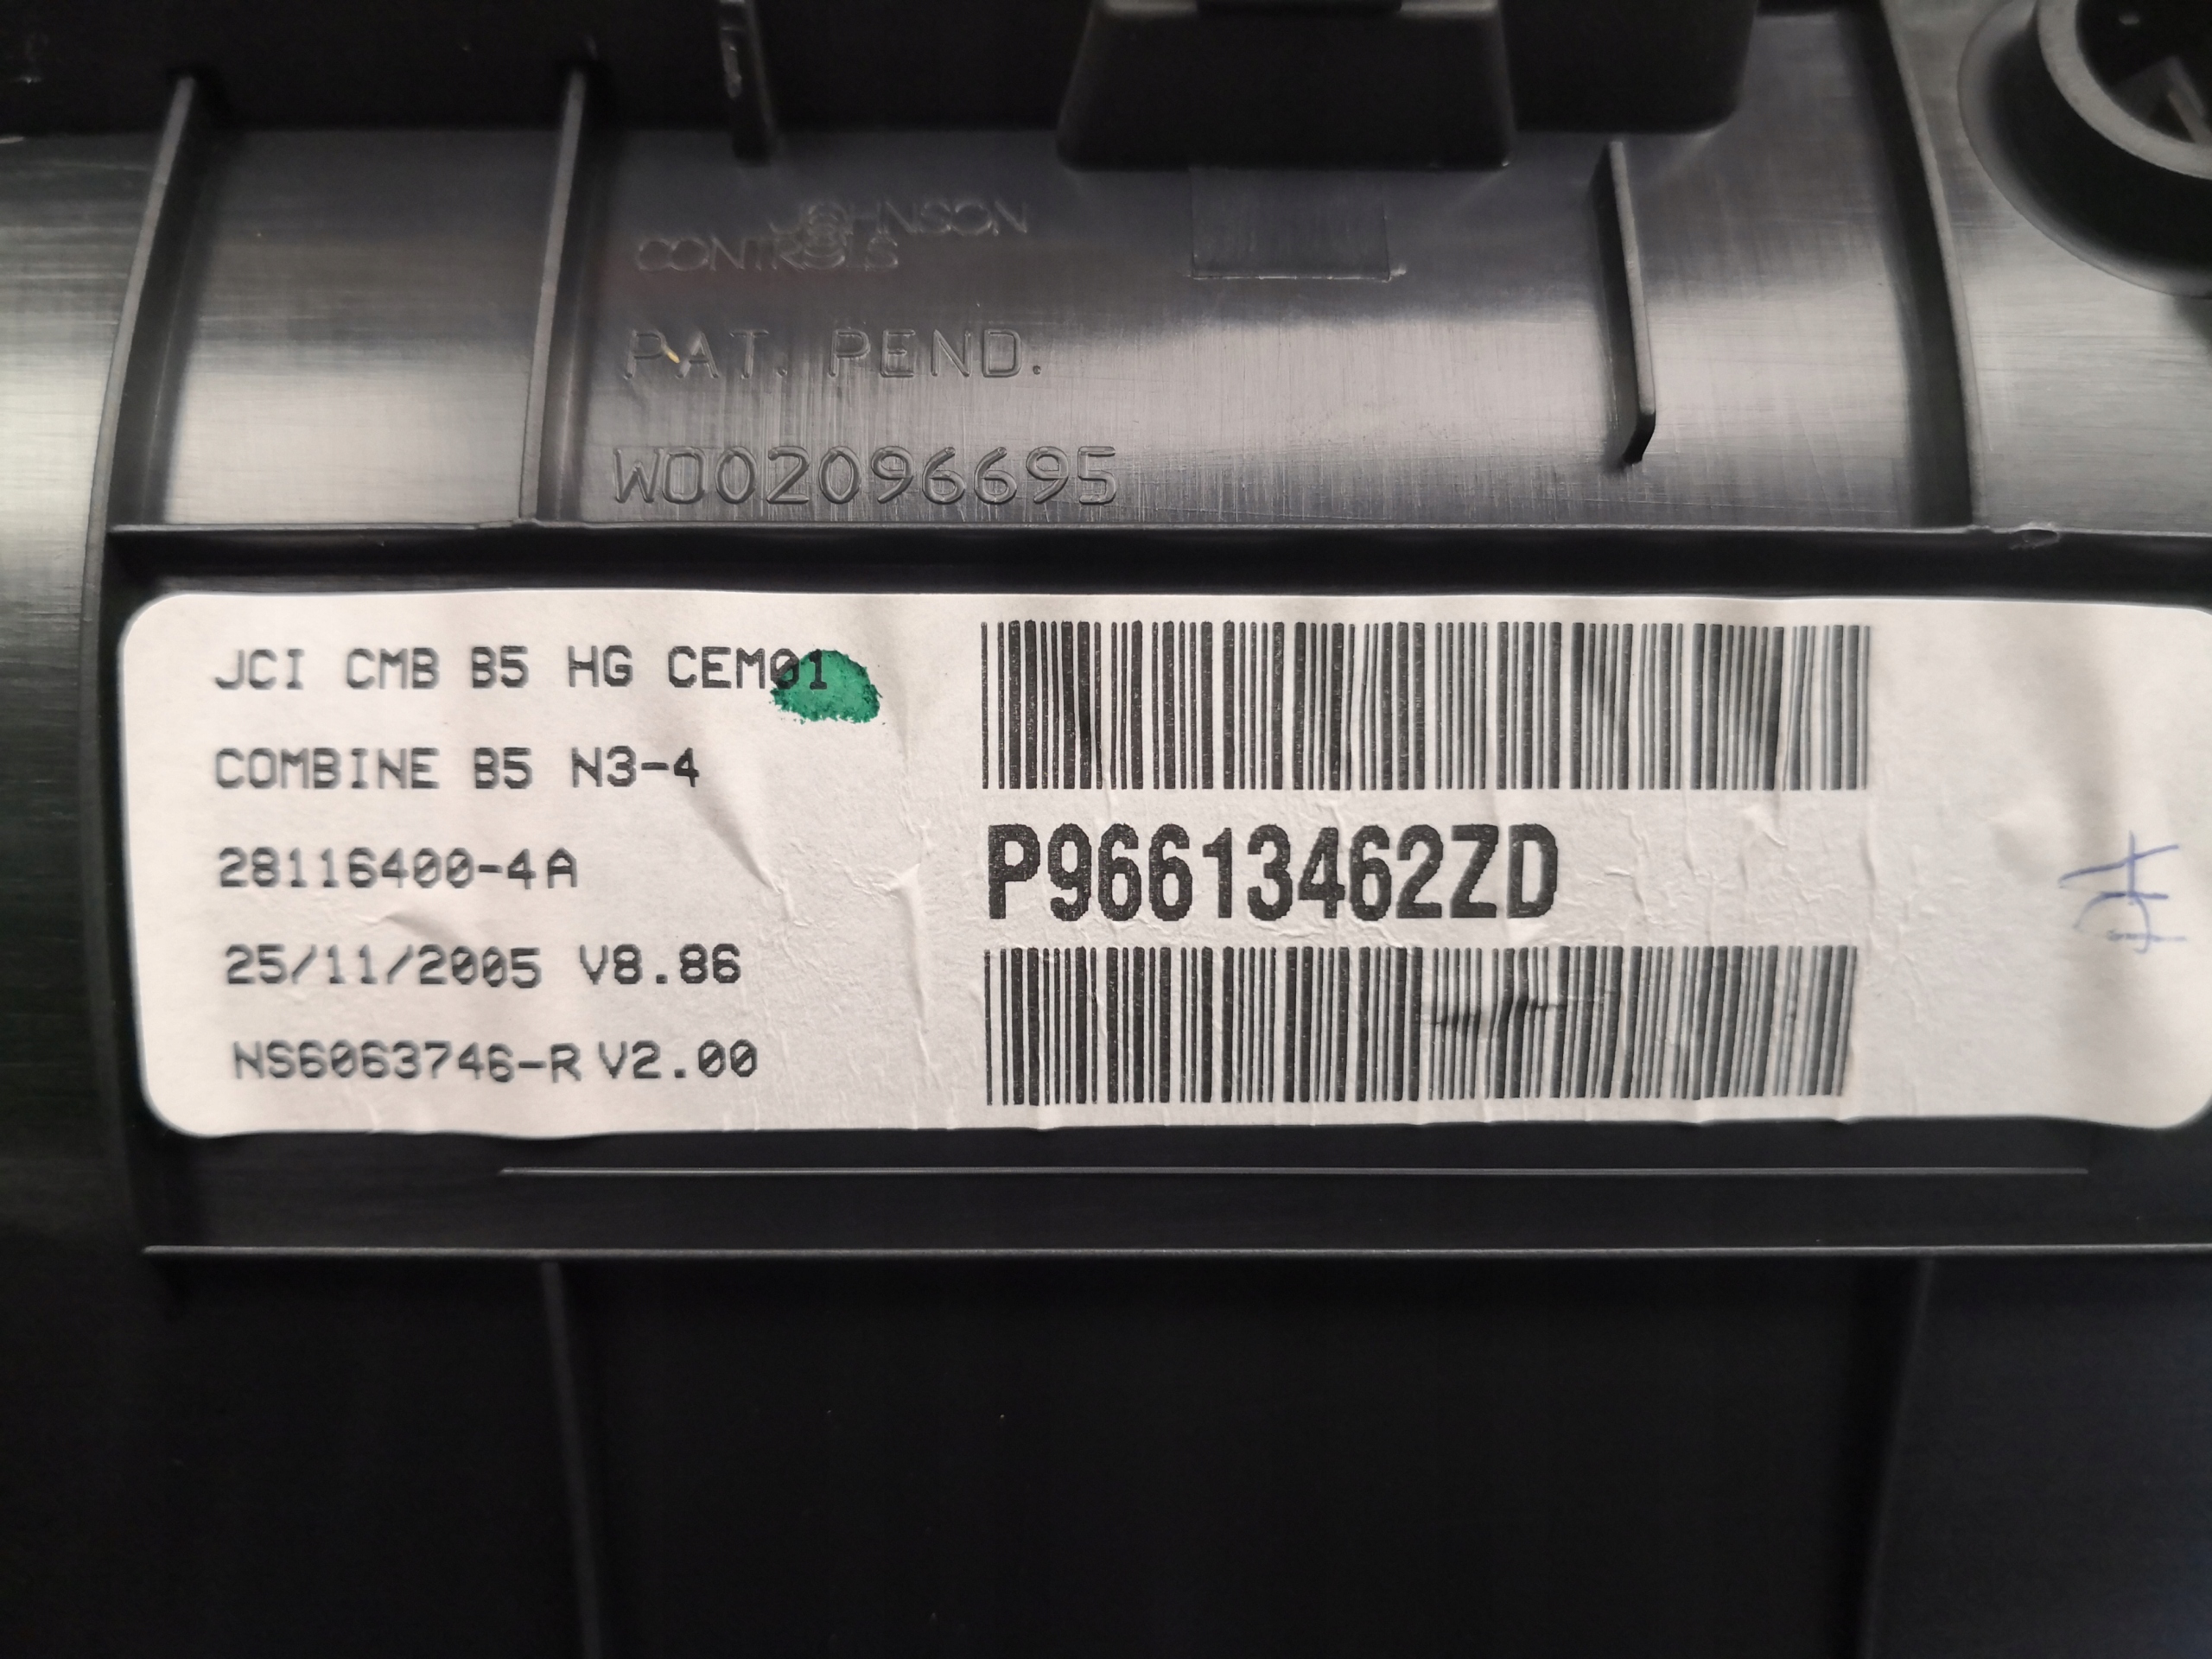 JOHNSON
CONTROLS
PAT. PEND.
WO02096695
JCI CMB B5 HG CEM01
COMBINE B5 N3-4
28116400-4A
25/11/2005 V8.86
NS6063746-R V2.00
P96613462ZD